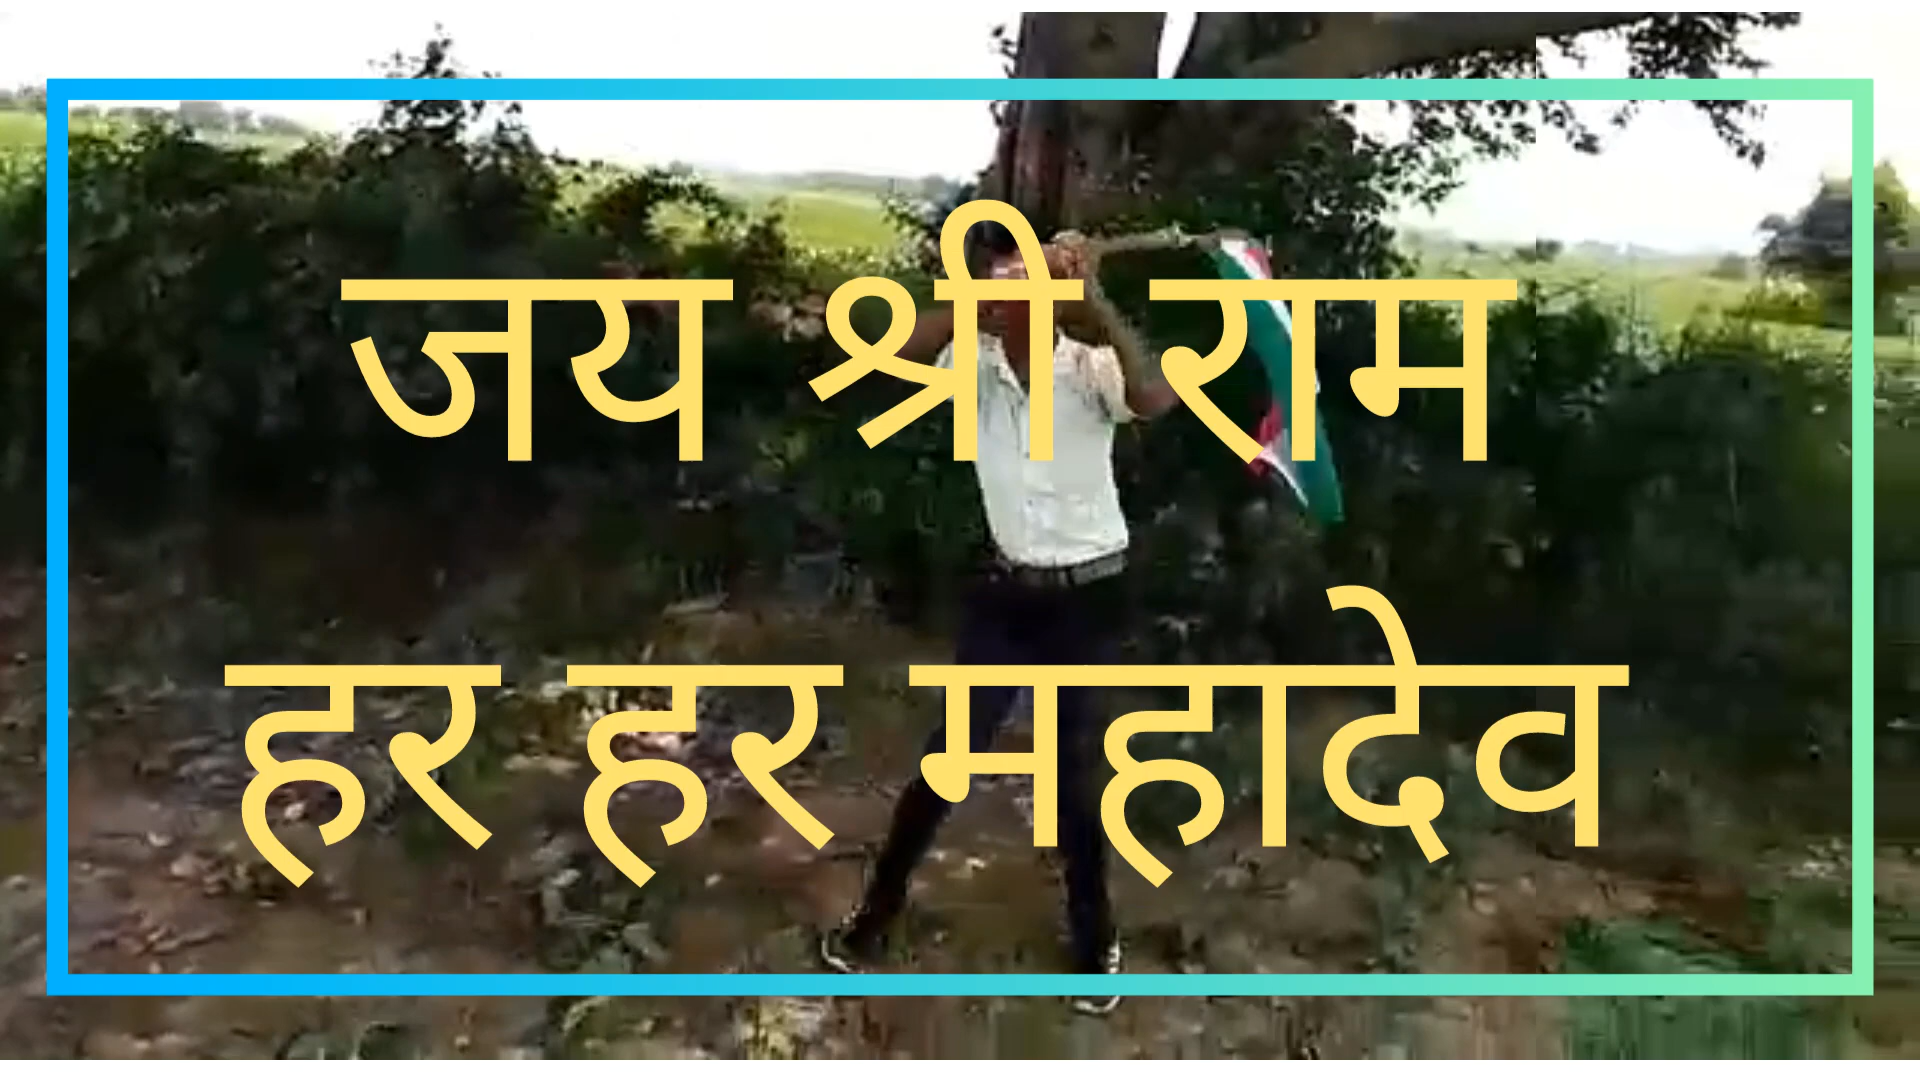 जय श्री राम
हर हर महादेव